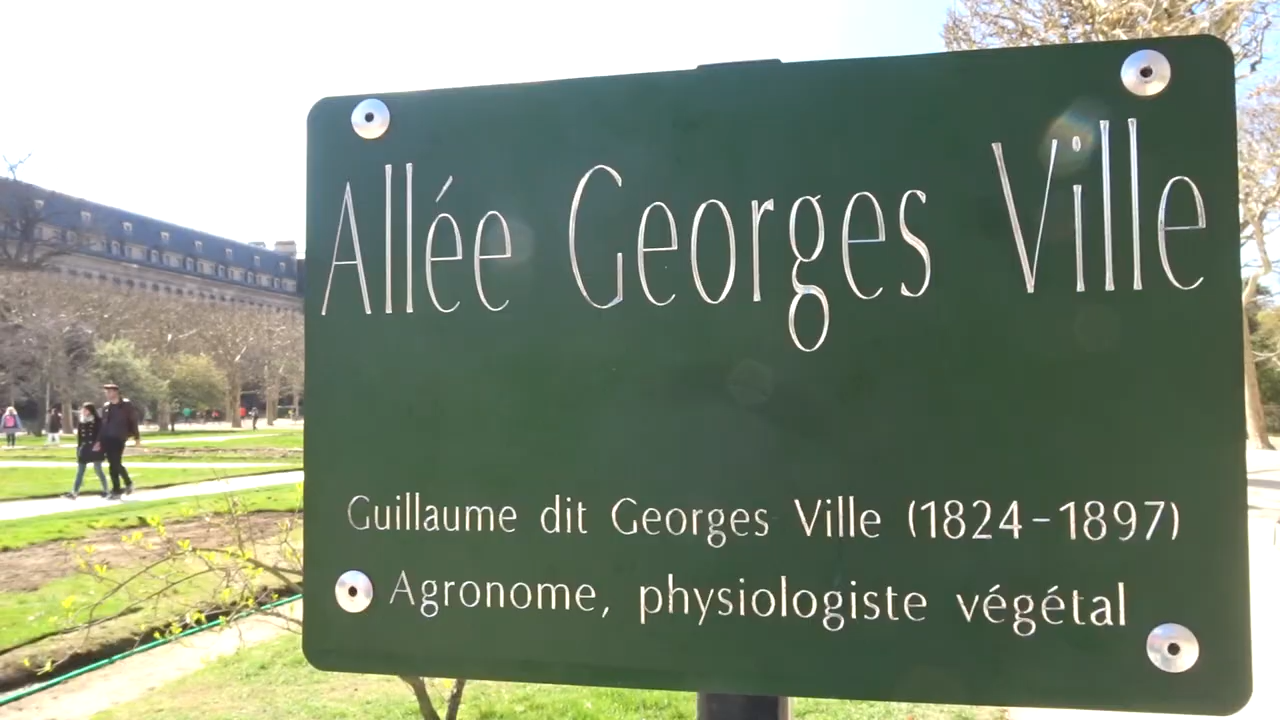 Allée Georges Ville
Guillaume dit Georges Ville (1824-1897)
Agronome, physiologiste végétal